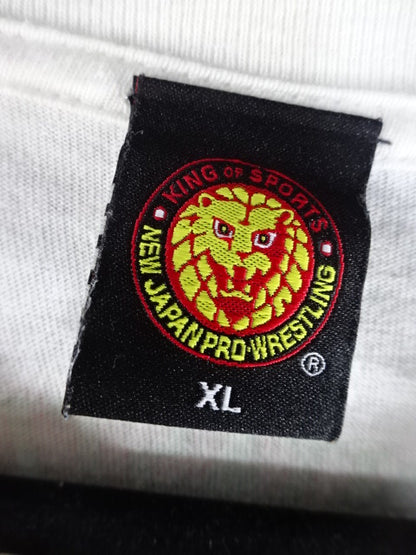 KING OF SPORTS
NEW JAPAN PRO-WRESTLING
®
XL